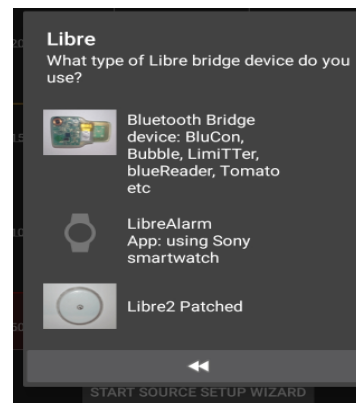 Libre
What type of Libre bridge device do you
use?
Bluetooth Bridge
device: BluCon,
Bubble, LimiTTer,
blueReader, Tomato
etc
LibreAlarm
App: using Sony
smartwatch
Libre2 Patched
START SOURCE SETUP WIZARD